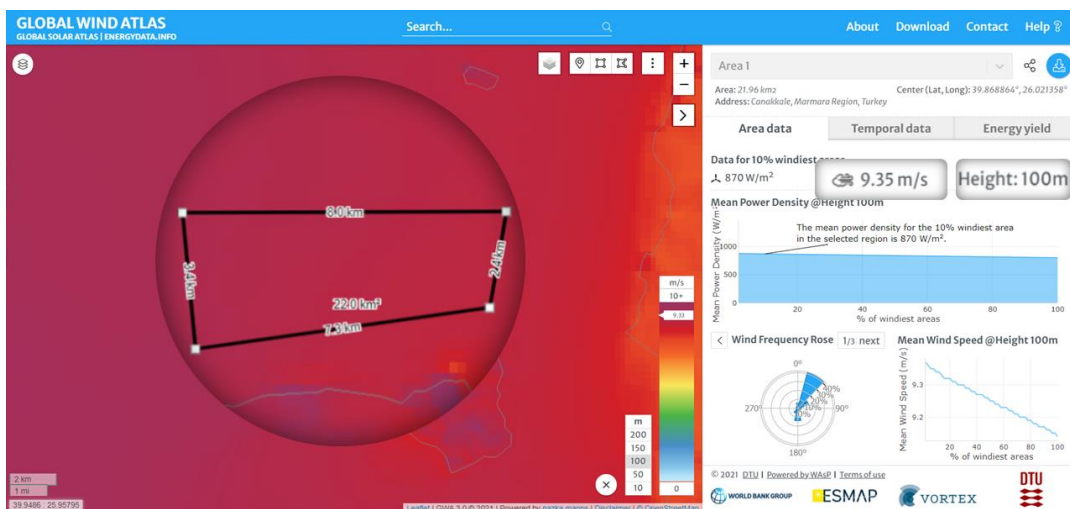 GLOBAL WIND ATLAS
GLOBAL SOLAR ATLAS | ENERGYDATA.INFO
Search...
About Download Contact Help
Area 1
Area: 21.96 km2
Center (Lat, Long): 39.868864°, 26.021358°
Address: Canakkale, Marmara Region, Turkey
Area data Temporal data Energy yield
Data for 10% windiest areas
870 W/m²
9.35 m/s
Height: 100m
Mean Power Density @Height 100m
The mean power density for the 10% windiest area
in the selected region is 870 W/m².
Mean Power Density (W/m²
1000
500
0
20 40 60 80 100
% of windiest areas
< Wind Frequency Rose 1/3 next
0°
90°
180°
270°
40%
30%
20%
10%
Mean Wind Speed @Height 100m
Mean Wind Speed (m/s)
9.3
9.2
20 40 60 80 100
% of windiest areas
© 2021 DTU | Powered by WAsP | Terms of use
WORLD BANK GROUP
ESMAP
VORTEX
DTU
8.0 km
2.4 km
3.4 km
22.0 km²
7.3 km
+
−
>
m/s
10+
9.33
0
m
200
150
100
50
10
2 km
1 mi
39.9466 : 25.95795
Leaflet | GWA 3.0 © 2021 | Powered by nazka mapps | Disclaimer | © OpenStreetMap